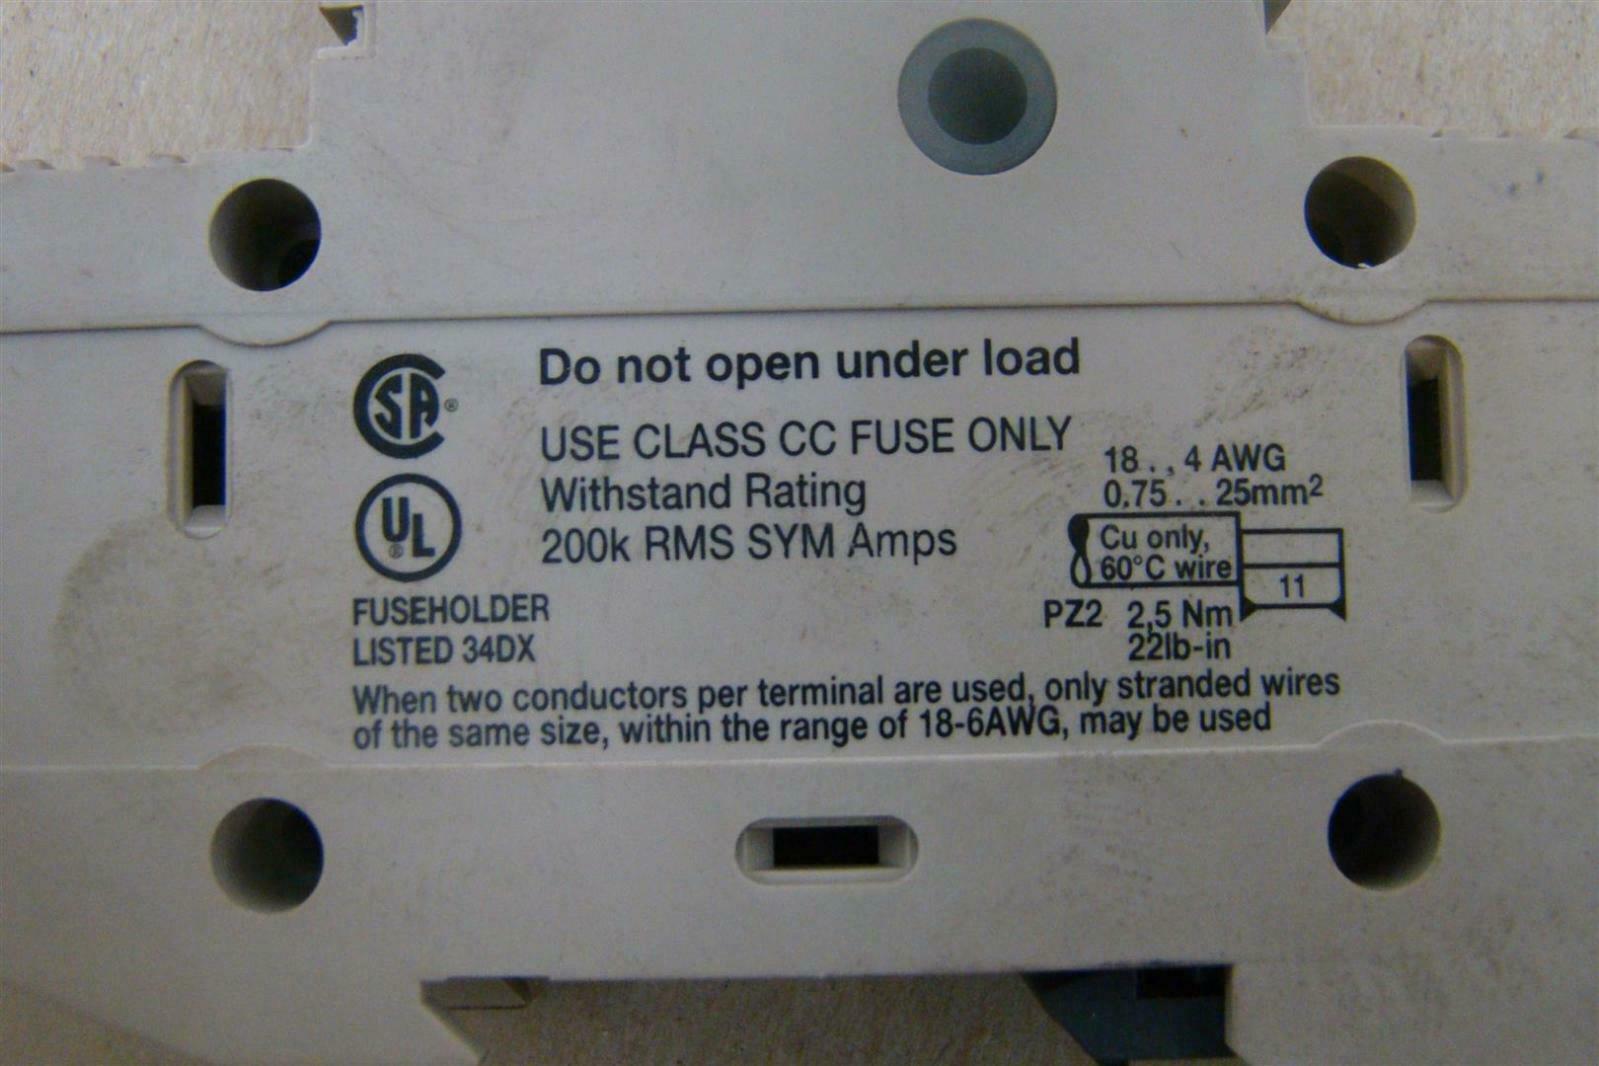 CSA®
Do not open under load
USE CLASS CC FUSE ONLY
Withstand Rating
200k RMS SYM Amps
18 . . 4 AWG
0,75 . . 25mm²
UL®
Cu only,
60°C wire
11
FUSEHOLDER
LISTED 34DX
PZ2 2,5 Nm
22lb-in
When two conductors per terminal are used, only stranded wires
of the same size, within the range of 18-6AWG, may be used